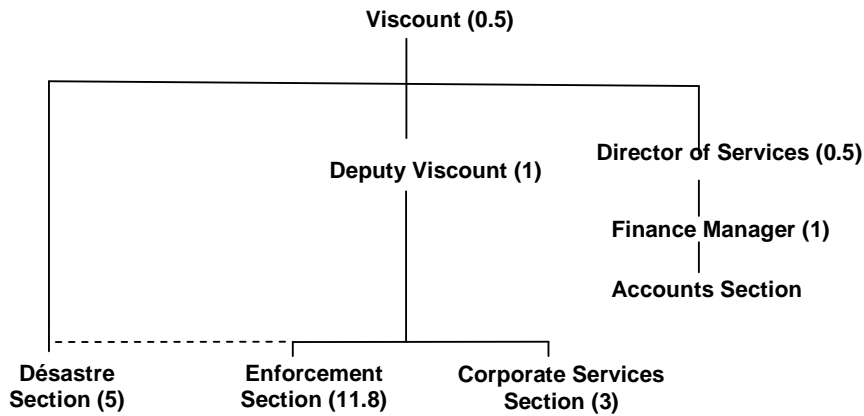 Viscount (0.5)
Director of Services (0.5)
Deputy Viscount (1)
Finance Manager (1)
Accounts Section
Désastre
Section (5)
Enforcement
Section (11.8)
Corporate Services
Section (3)